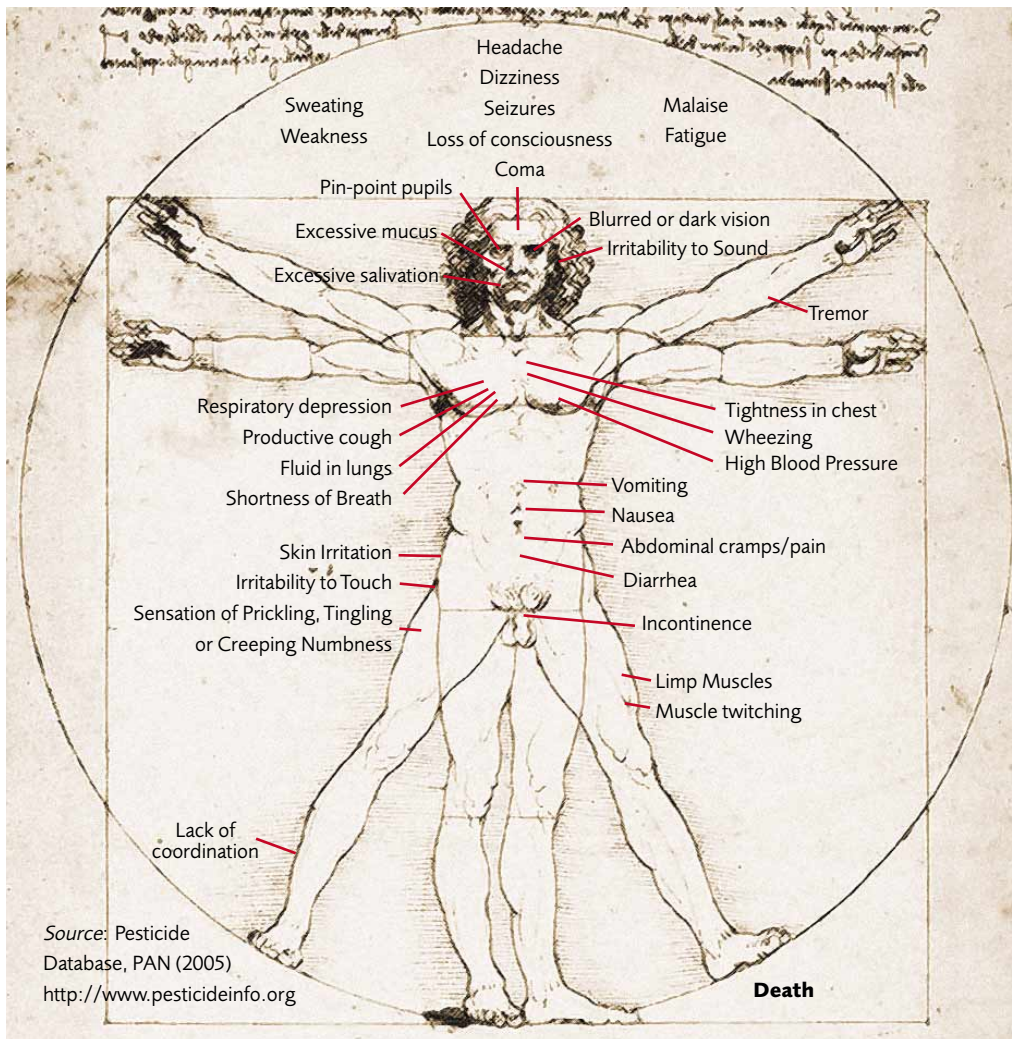 Headache
Dizziness
Seizures
Loss of consciousness
Coma
Sweating
Weakness
Malaise
Fatigue
Pin-point pupils
Excessive mucus
Excessive salivation
Blurred or dark vision
Irritability to Sound
Tremor
Respiratory depression
Productive cough
Fluid in lungs
Shortness of Breath
Tightness in chest
Wheezing
High Blood Pressure
Vomiting
Nausea
Abdominal cramps/pain
Diarrhea
Incontinence
Skin Irritation
Irritability to Touch
Sensation of Prickling, Tingling
or Creeping Numbness
Limp Muscles
Muscle twitching
Lack of
coordination
Source: Pesticide
Database, PAN (2005)
http://www.pesticideinfo.org
Death